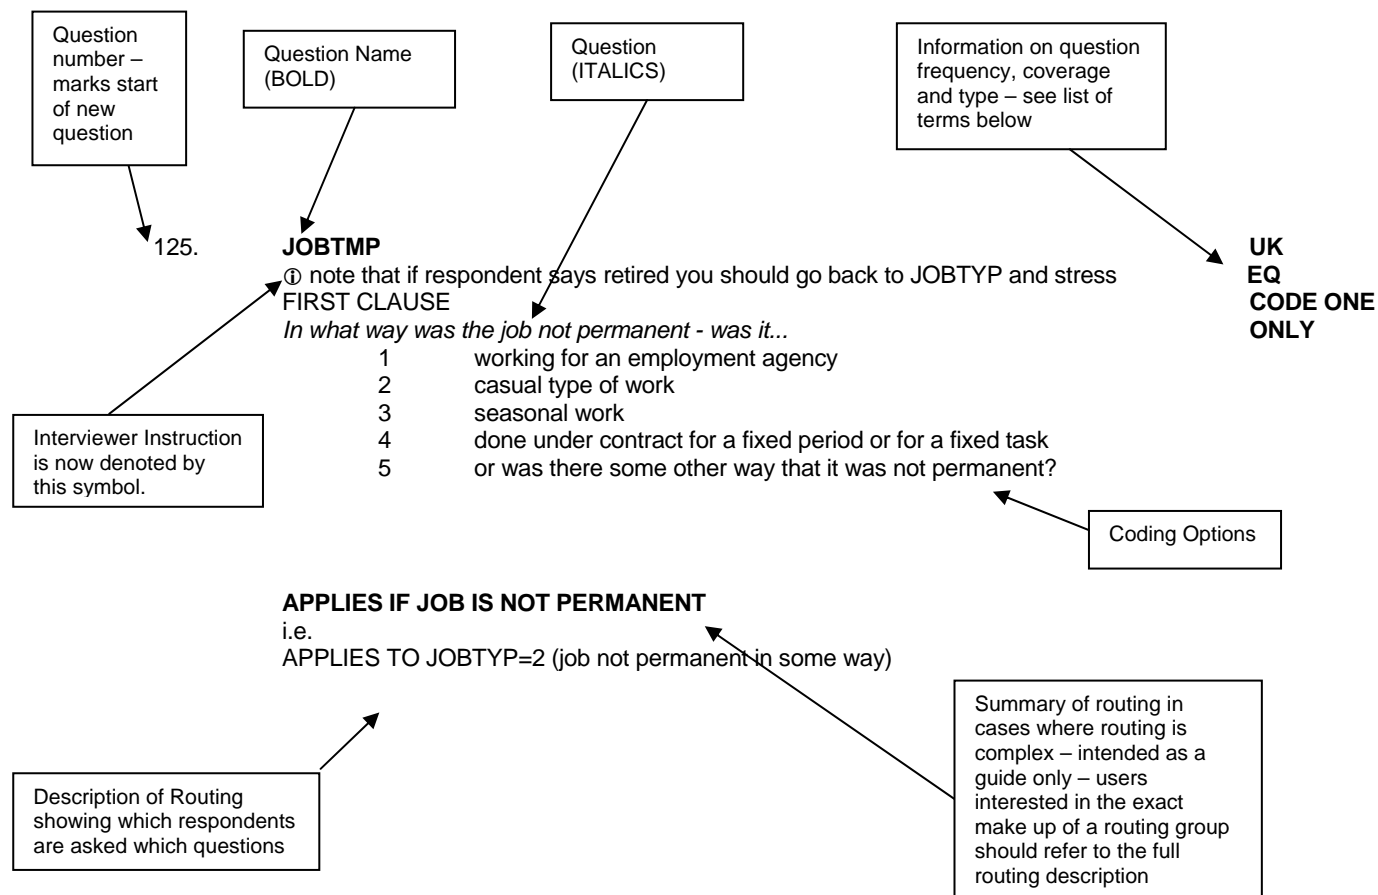 Question
number –
marks start
of new
question
Question Name
(BOLD)
Question
(ITALICS)
Information on question
frequency, coverage
and type – see list of
terms below
125.
JOBTMP
UK
ⓘ note that if respondent says retired you should go back to JOBTYP and stress
EQ
FIRST CLAUSE
CODE ONE
In what way was the job not permanent - was it...
ONLY
1 working for an employment agency
2 casual type of work
3 seasonal work
4 done under contract for a fixed period or for a fixed task
5 or was there some other way that it was not permanent?
Interviewer Instruction
is now denoted by
this symbol.
Coding Options
APPLIES IF JOB IS NOT PERMANENT
i.e.
APPLIES TO JOBTYP=2 (job not permanent in some way)
Summary of routing in
cases where routing is
complex – intended as a
guide only – users
interested in the exact
make up of a routing group
should refer to the full
routing description
Description of Routing
showing which respondents
are asked which questions